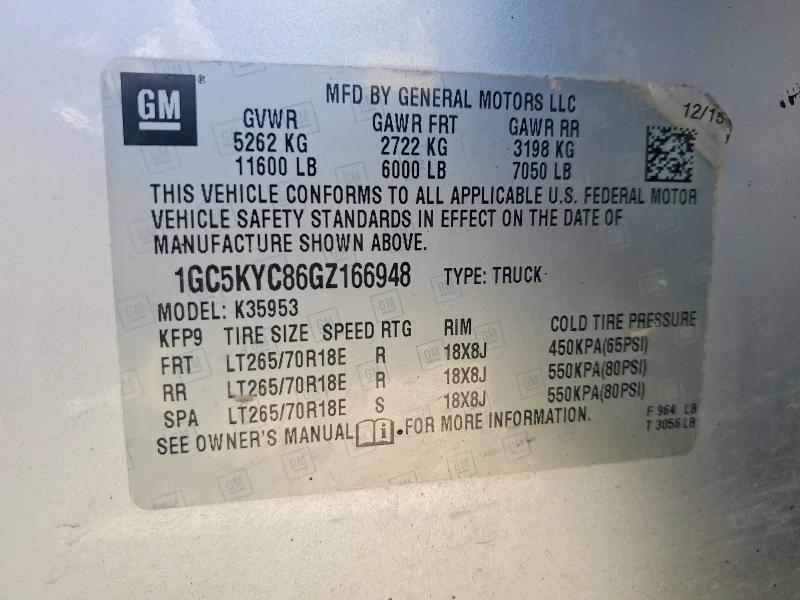 GM ® MFD BY GENERAL MOTORS LLC 12/15
GVWR GAWR FRT GAWR RR
5262 KG 2722 KG 3198 KG
11600 LB 6000 LB 7050 LB
THIS VEHICLE CONFORMS TO ALL APPLICABLE U.S. FEDERAL MOTOR
VEHICLE SAFETY STANDARDS IN EFFECT ON THE DATE OF
MANUFACTURE SHOWN ABOVE.
1GC5KYC86GZ166948 TYPE: TRUCK
MODEL: K35953
KFP9 TIRE SIZE SPEED RTG RIM COLD TIRE PRESSURE
FRT LT265/70R18E R 18X8J 450KPA(65PSI)
RR LT265/70R18E R 18X8J 550KPA(80PSI)
SPA LT265/70R18E S 18X8J 550KPA(80PSI)
SEE OWNER'S MANUAL .FOR MORE INFORMATION.
F 964 LB
T 3056 LB